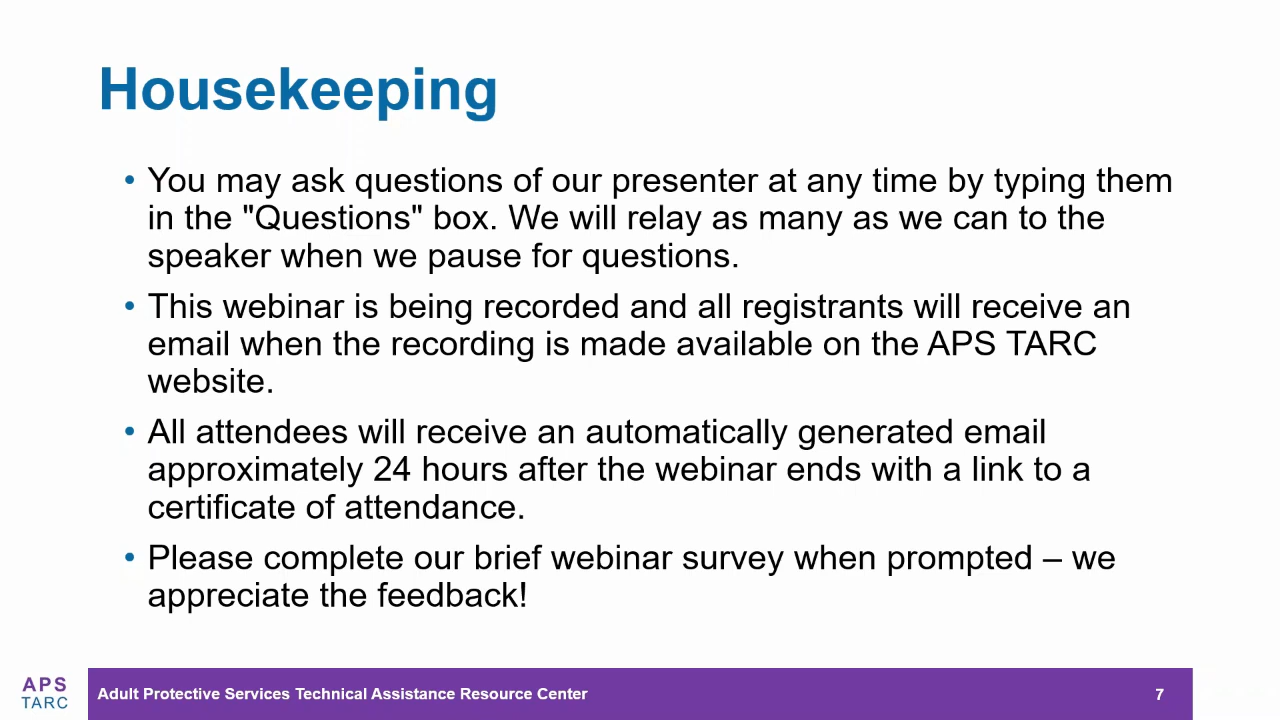 Housekeeping
• You may ask questions of our presenter at any time by typing them
in the "Questions" box. We will relay as many as we can to the
speaker when we pause for questions.
• This webinar is being recorded and all registrants will receive an
email when the recording is made available on the APS TARC
website.
• All attendees will receive an automatically generated email
approximately 24 hours after the webinar ends with a link to a
certificate of attendance.
• Please complete our brief webinar survey when prompted – we
appreciate the feedback!
APS
TARC
Adult Protective Services Technical Assistance Resource Center
7